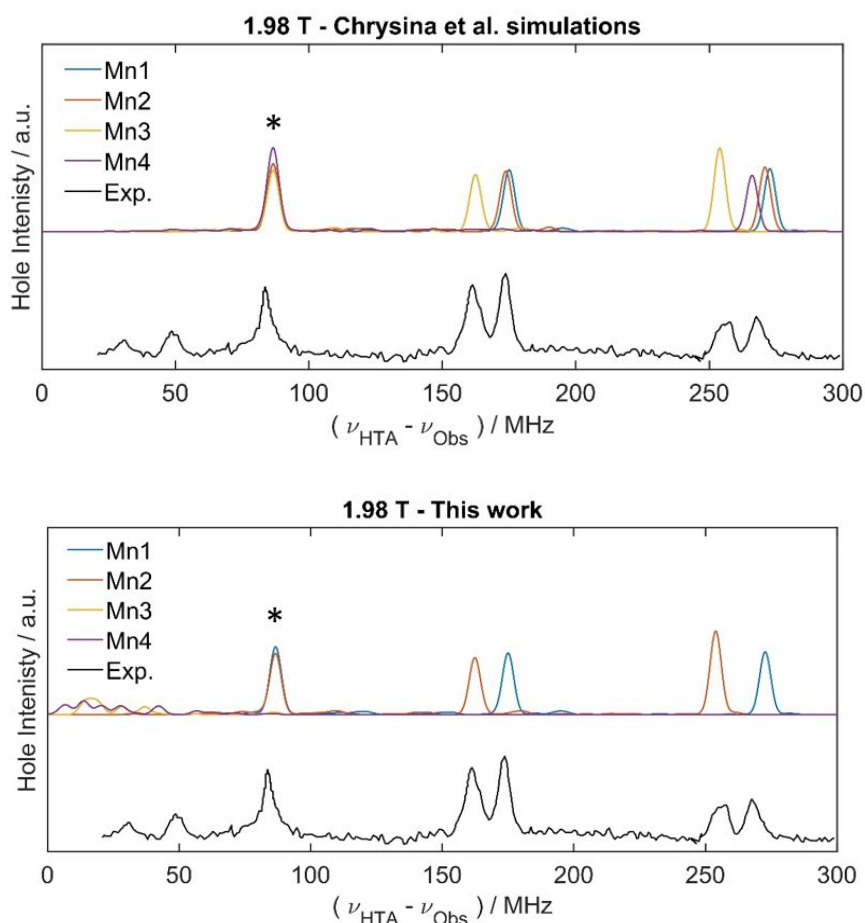 1.98 T - Chrysina et al. simulations
Mn1
Mn2
Mn3
Mn4
Exp.
*
Hole Intenisty / a.u.
0 50 100 150 200 250 300
( νHTA - νObs ) / MHz
1.98 T - This work
Mn1
Mn2
Mn3
Mn4
Exp.
*
Hole Intenisty / a.u.
0 50 100 150 200 250 300
( νHTA - νObs ) / MHz